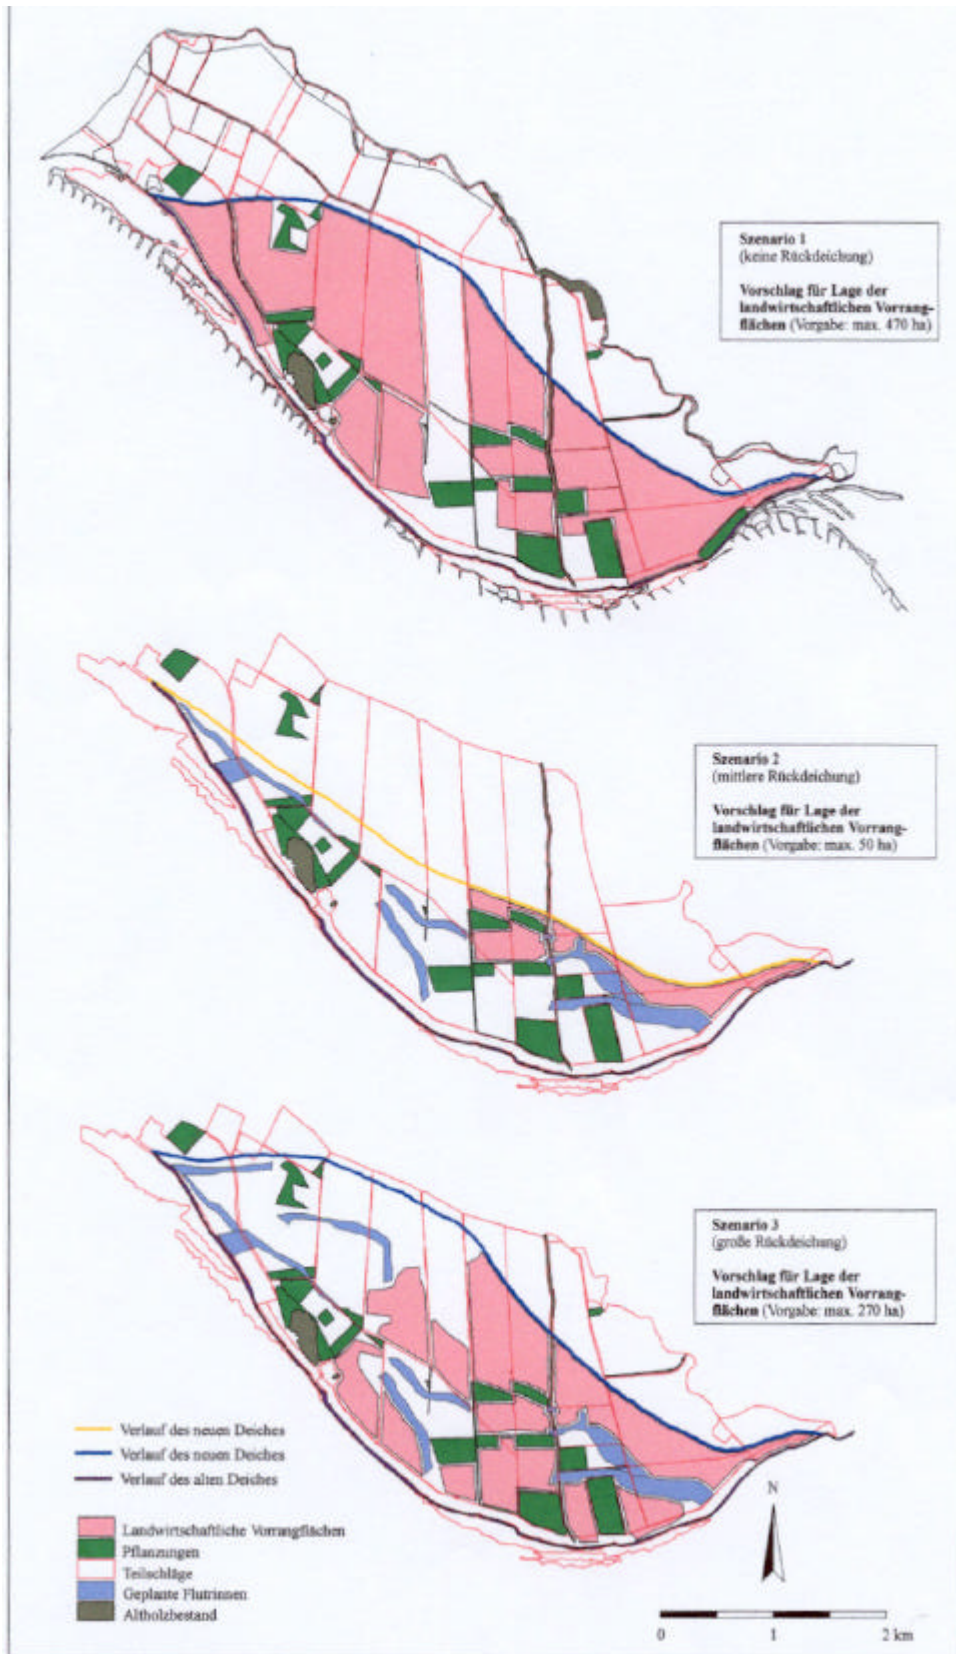 Szenario 1
(keine Rückdeichung)
Vorschlag für Lage der
landwirtschaftlichen Vorrang-
flächen (Vorgabe: max. 470 ha)
Szenario 2
(mittlere Rückdeichung)
Vorschlag für Lage der
landwirtschaftlichen Vorrang-
flächen (Vorgabe: max. 50 ha)
Szenario 3
(große Rückdeichung)
Vorschlag für Lage der
landwirtschaftlichen Vorrang-
flächen (Vorgabe: max. 270 ha)
Verlauf des neuen Deiches
Verlauf des neuen Deiches
Verlauf des alten Deiches
Landwirtschaftliche Vorrangflächen
Pflanzungen
Teilschläge
Geplante Flutrinnen
Altholzbestand
N
0 1 2 km